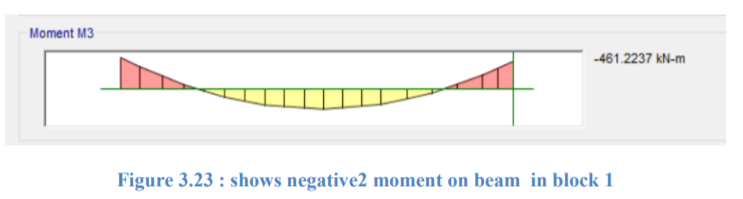 Moment M3
-461.2237 kN-m
Figure 3.23 : shows negative2 moment on beam in block 1